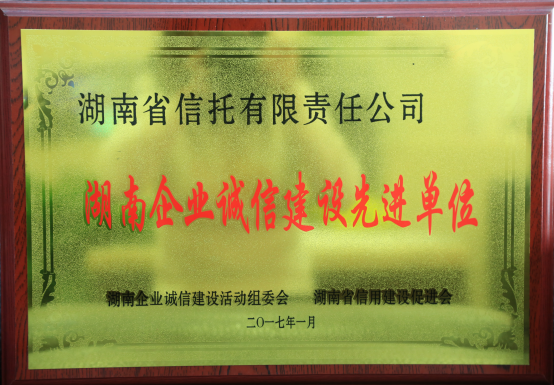 湖南省信托有限责任公司
湖南企业诚信建设先进单位
湖南企业诚信建设活动组委会 湖南省信用建设促进会
二〇一七年一月